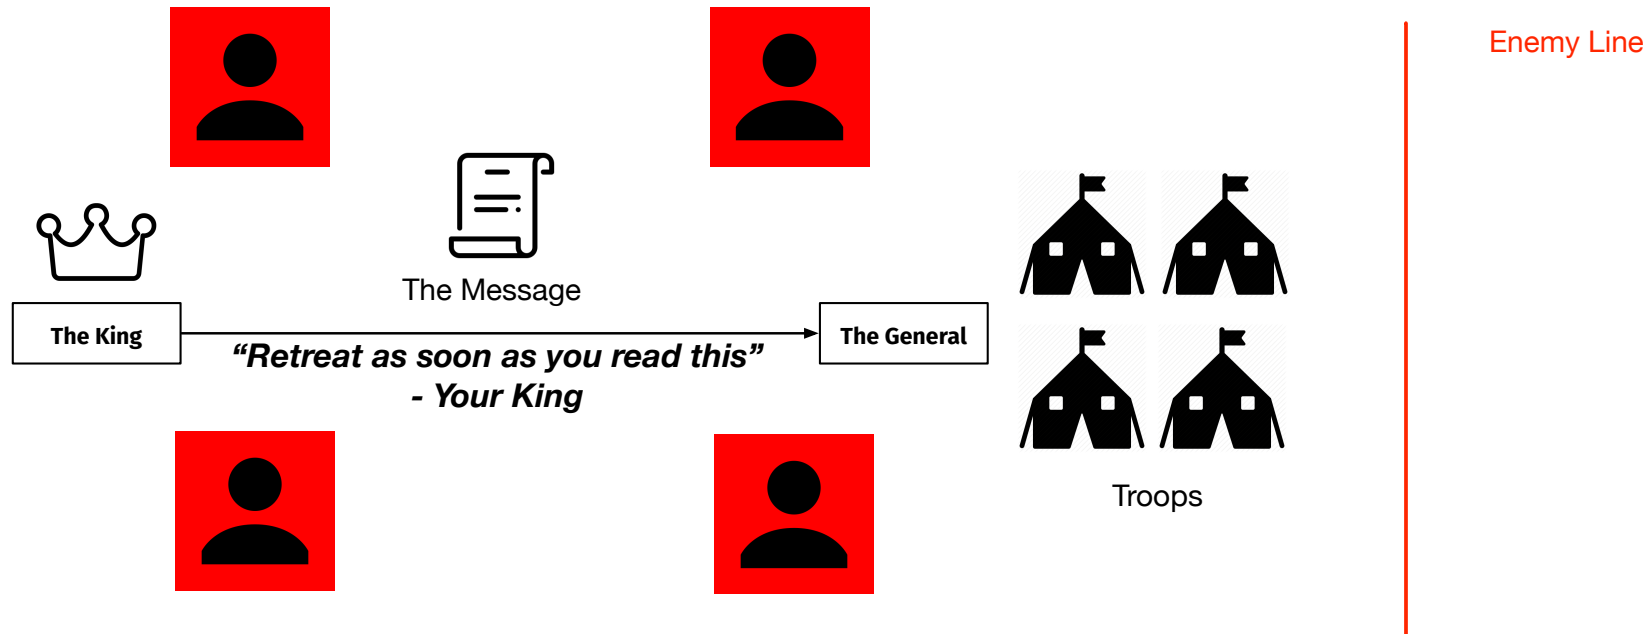 Enemy Line
The Message
The King
The General
“Retreat as soon as you read this”
- Your King
Troops